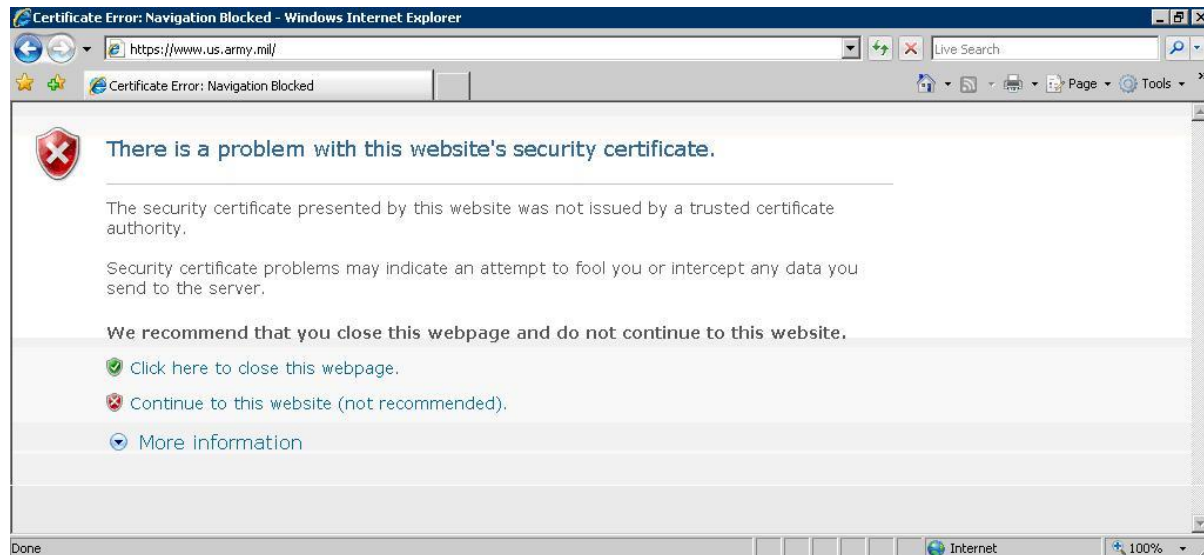 Certificate Error: Navigation Blocked - Windows Internet Explorer
https://www.us.army.mil/
Live Search
Certificate Error: Navigation Blocked
Page
Tools
»
There is a problem with this website's security certificate.
The security certificate presented by this website was not issued by a trusted certificate
authority.
Security certificate problems may indicate an attempt to fool you or intercept any data you
send to the server.
We recommend that you close this webpage and do not continue to this website.
Click here to close this webpage.
Continue to this website (not recommended).
More information
Done
Internet
100%